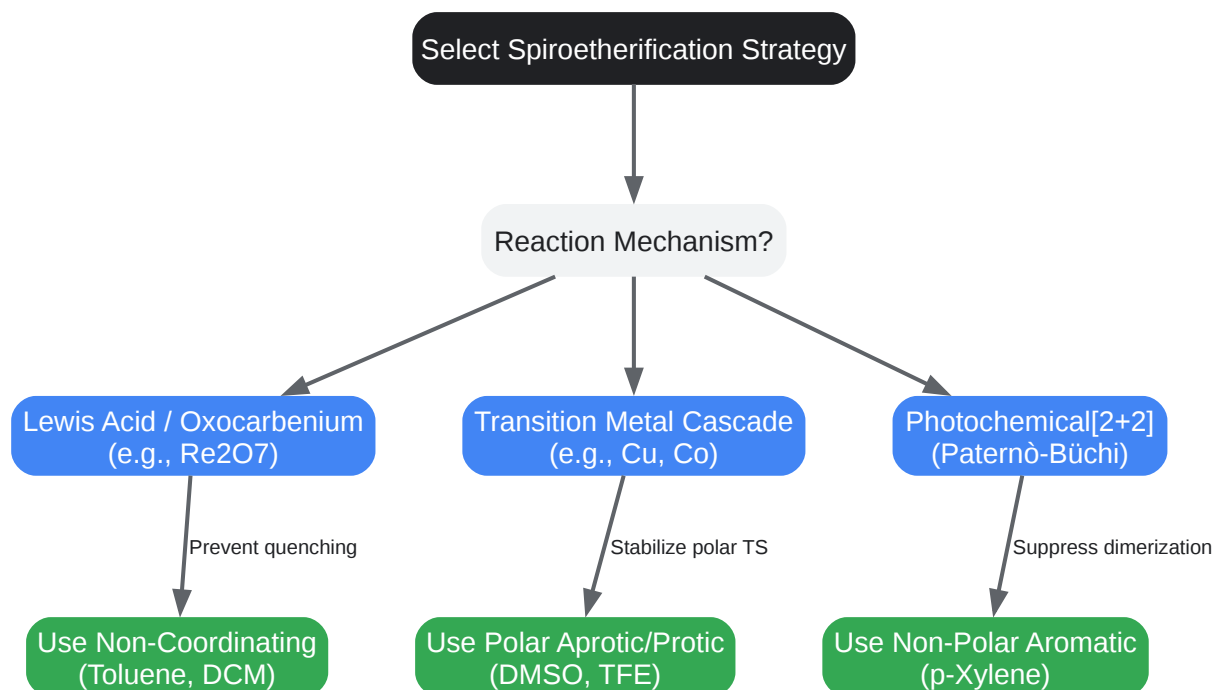 Select Spiroetherification Strategy
Reaction Mechanism?
Lewis Acid / Oxocarbenium
(e.g., Re2O7)
Transition Metal Cascade
(e.g., Cu, Co)
Photochemical[2+2]
(Paternò-Büchi)
Prevent quenching
Stabilize polar TS
Suppress dimerization
Use Non-Coordinating
(Toluene, DCM)
Use Polar Aprotic/Protic
(DMSO, TFE)
Use Non-Polar Aromatic
(p-Xylene)